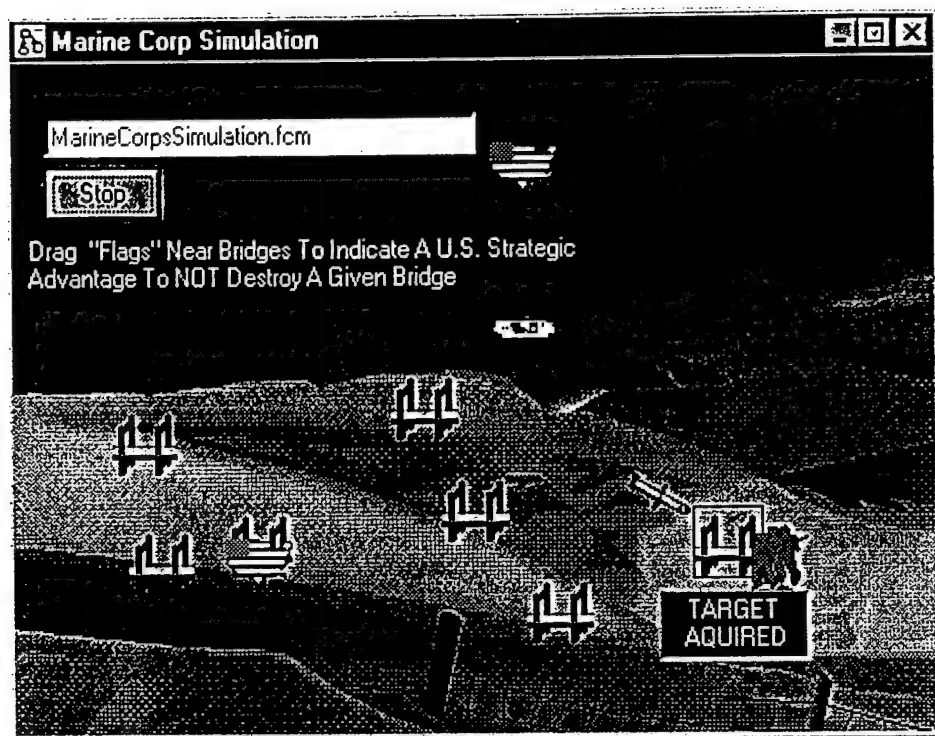 Marine Corp Simulation
MarineCorpsSimulation.fcm
Stop
Drag "Flags" Near Bridges To Indicate A U.S. Strategic
Advantage To NOT Destroy A Given Bridge
TARGET
AQUIRED